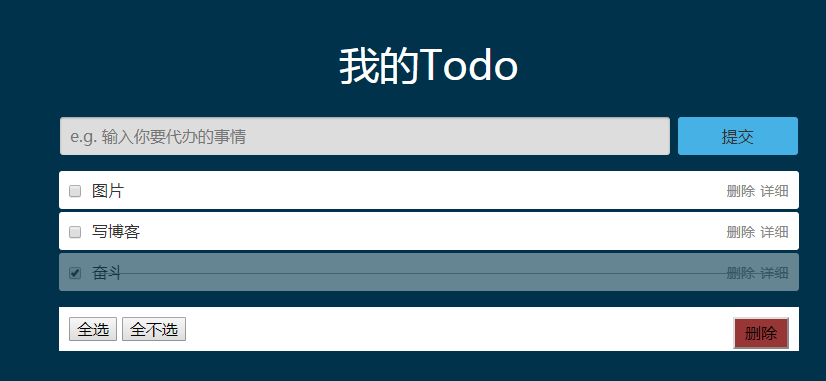 我的Todo
e.g. 输入你要代办的事情 提交
图片 删除 详细
写博客 删除 详细
奋斗 删除 详细
全选 全不选 删除